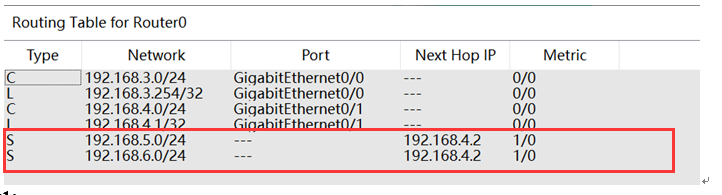 Routing Table for Router0
Type Network Port Next Hop IP Metric
C 192.168.3.0/24 GigabitEthernet0/0 --- 0/0
L 192.168.3.254/32 GigabitEthernet0/0 --- 0/0
C 192.168.4.0/24 GigabitEthernet0/1 --- 0/0
L 192.168.4.1/32 GigabitEthernet0/1 --- 0/0
S 192.168.5.0/24 --- 192.168.4.2 1/0
S 192.168.6.0/24 --- 192.168.4.2 1/0